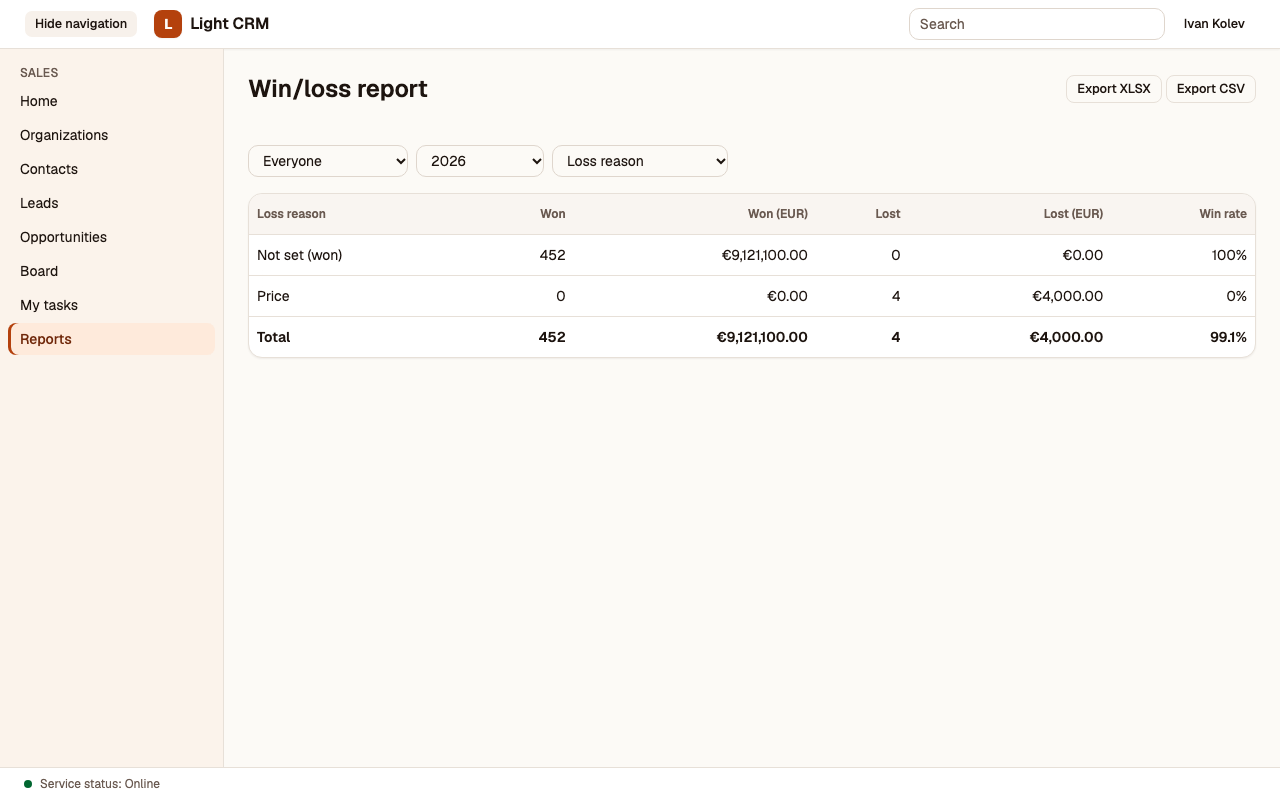 Hide navigation
L
Light CRM
Search
Ivan Kolev
SALES
Home
Organizations
Contacts
Leads
Opportunities
Board
My tasks
Reports
Win/loss report
Export XLSX
Export CSV
Everyone
2026
Loss reason
Loss reason Won Won (EUR) Lost Lost (EUR) Win rate
Not set (won) 452 €9,121,100.00 0 €0.00 100%
Price 0 €0.00 4 €4,000.00 0%
Total 452 €9,121,100.00 4 €4,000.00 99.1%
Service status: Online